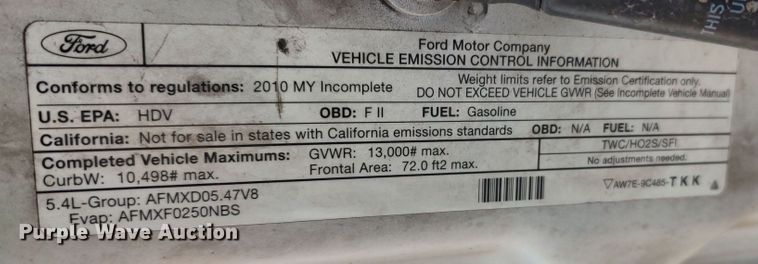 Ford
Ford Motor Company
VEHICLE EMISSION CONTROL INFORMATION
Conforms to regulations: 2010 MY Incomplete
Weight limits refer to Emission Certification only.
DO NOT EXCEED VEHICLE GVWR (See Incomplete Vehicle Manual)
U.S. EPA: HDV OBD: F II FUEL: Gasoline
California: Not for sale in states with California emissions standards OBD: N/A FUEL: N/A
Completed Vehicle Maximums: GVWR: 13,000# max.
CurbW: 10,498# max. Frontal Area: 72.0 ft2 max.
TWC/HO2S/SFI
No adjustments needed.
5.4L-Group: AFMXD05.47V8
Evap: AFMXF0250NBS
AW7E-9C485-TKK
THIS
Purple Wave Auction